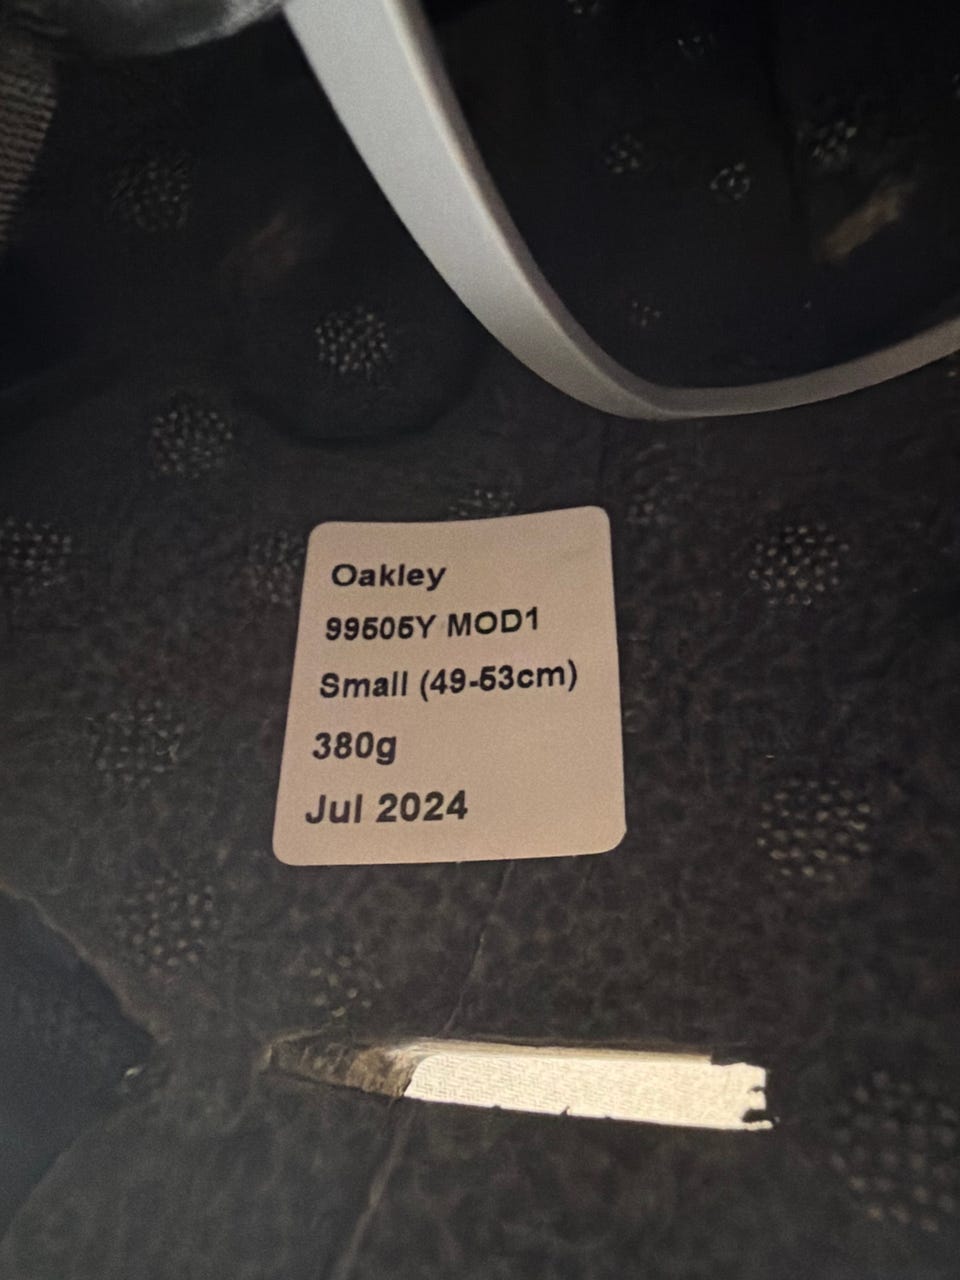 Oakley
99505Y MOD1
Small (49-53cm)
380g
Jul 2024